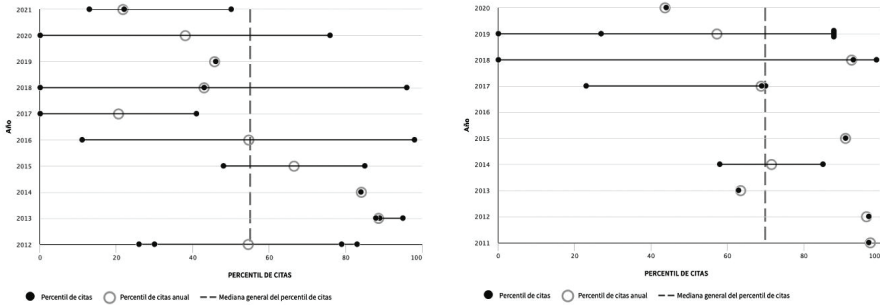 2021
2020
2019
2018
2017
2016
2015
2014
2013
2012
Año
0 20 40 60 80 100
PERCENTIL DE CITAS
Percentil de citas Percentil de citas anual Mediana general del percentil de citas
2020
2019
2018
2017
2016
2015
2014
2013
2012
2011
Año
0 20 40 60 80 100
PERCENTIL DE CITAS
Percentil de citas Percentil de citas anual Mediana general del percentil de citas